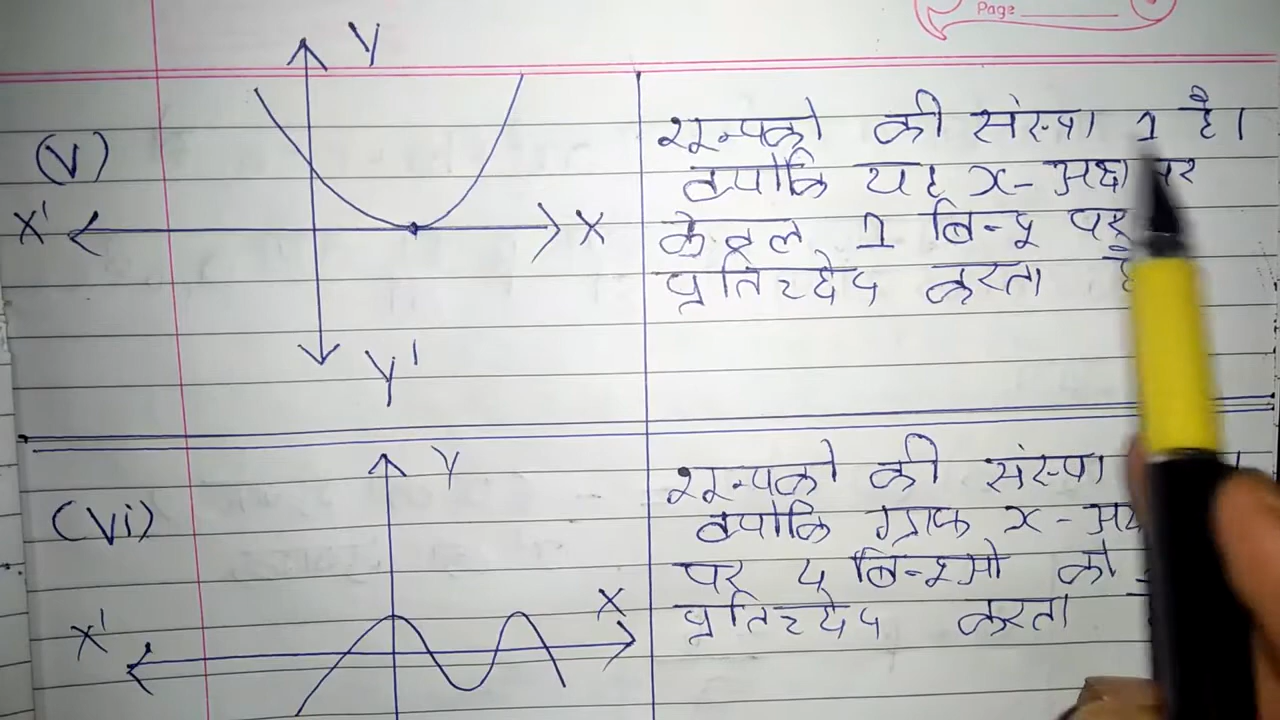 Page
Y
(V)
X' X
Y'
शून्यको की संख्या 1 है।
क्योकि यह x-अक्ष पर
केवल 1 बिन्दु पर
प्रतिच्छेद करता है
Y
(Vi)
X' X
शून्यको की संख्या
क्योकि ग्राफ x-
पर 4 बिन्दुओ को
प्रतिच्छेद करता